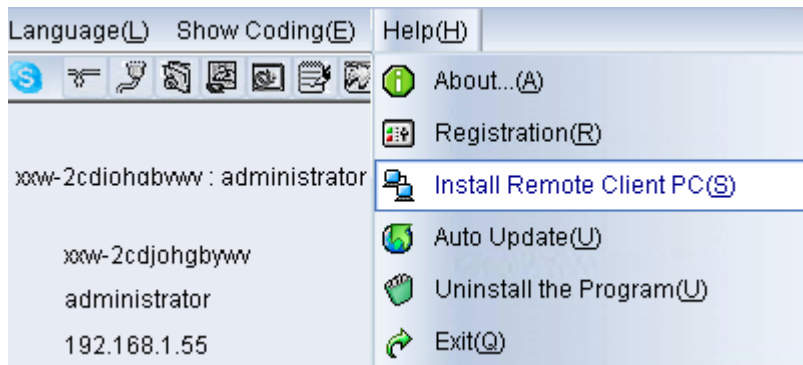 Language(L) Show Coding(E) Help(H)
About...(A)
Registration(R)
xxw-2cdiohgbvwv : administrator
Install Remote Client PC(S)
xxw-2cdjohgbywv
Auto Update(U)
administrator
Uninstall the Program(U)
192.168.1.55
Exit(Q)